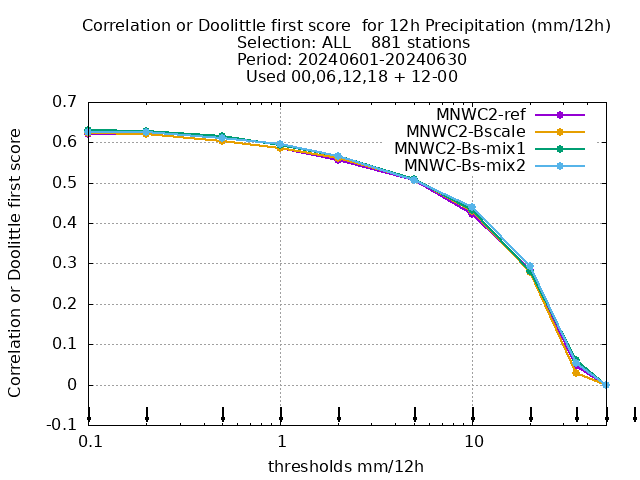 Correlation or Doolittle first score  for 12h Precipitation (mm/12h)
Selection: ALL    881 stations
Period: 20240601-20240630
Used 00,06,12,18 + 12-00
MNWC2-ref
MNWC2-Bscale
MNWC2-Bs-mix1
MNWC-Bs-mix2
Correlation or Doolittle first score
0.7
0.6
0.5
0.4
0.3
0.2
0.1
0
-0.1
0.1 1 10
thresholds mm/12h